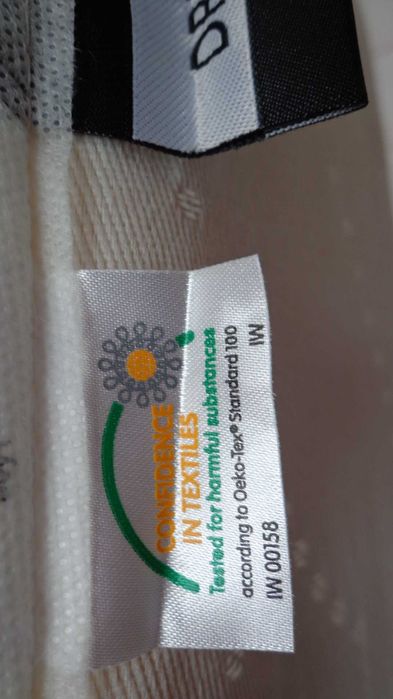 CONFIDENCE
IN TEXTILES
Tested for harmful substances
according to Oeko-Tex® Standard 100
IW 00158 IW